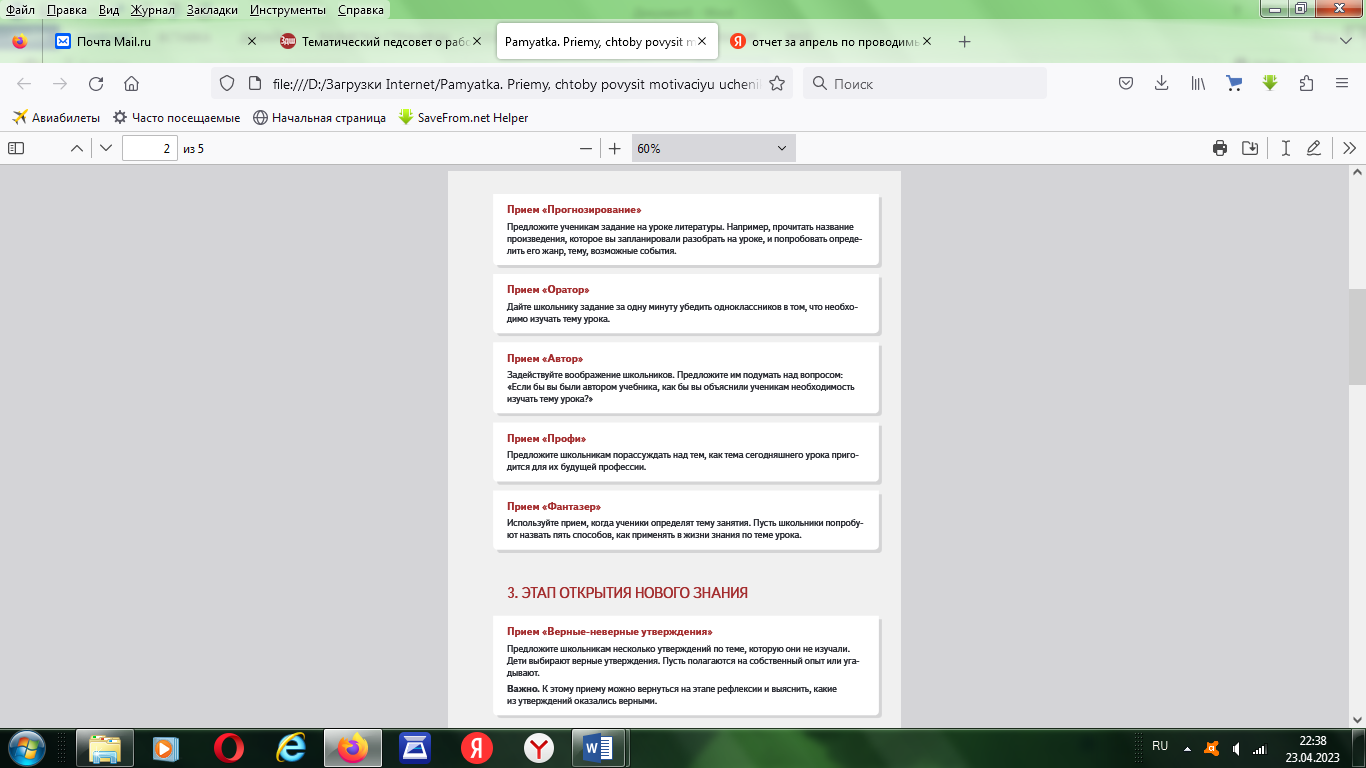 Файл Правка Вид Журнал Закладки Инструменты Справка
Почта Mail.ru
Тематический педсовет о рабо
Pamyatka. Priemy, chtoby povysit m
отчет за апрель по проводимы
file:///D:/Загрузки Internet/Pamyatka. Priemy, chtoby povysit motivaciyu ucheni
Поиск
Авиабилеты Часто посещаемые Начальная страница SaveFrom.net Helper
2 из 5
60%
Прием «Прогнозирование»
Предложите ученикам задание на уроке литературы. Например, прочитать название
произведения, которое вы запланировали разобрать на уроке, и попробовать опреде-
лить его жанр, тему, возможные события.
Прием «Оратор»
Дайте школьнику задание за одну минуту убедить одноклассников в том, что необхо-
димо изучать тему урока.
Прием «Автор»
Задействуйте воображение школьников. Предложите им подумать над вопросом:
«Если бы вы были автором учебника, как бы вы объяснили ученикам необходимость
изучать тему урока?»
Прием «Профи»
Предложите школьникам порассуждать над тем, как тема сегодняшнего урока приго-
дится для их будущей профессии.
Прием «Фантазер»
Используйте прием, когда ученики определят тему занятия. Пусть школьники попробу-
ют назвать пять способов, как применять в жизни знания по теме урока.
3. ЭТАП ОТКРЫТИЯ НОВОГО ЗНАНИЯ
Прием «Верные-неверные утверждения»
Предложите школьникам несколько утверждений по теме, которую они не изучали.
Дети выбирают верные утверждения. Пусть полагаются на собственный опыт или уга-
дывают.
Важно. К этому приему можно вернуться на этапе рефлексии и выяснить, какие
из утверждений оказались верными.
RU
22:38
23.04.2023